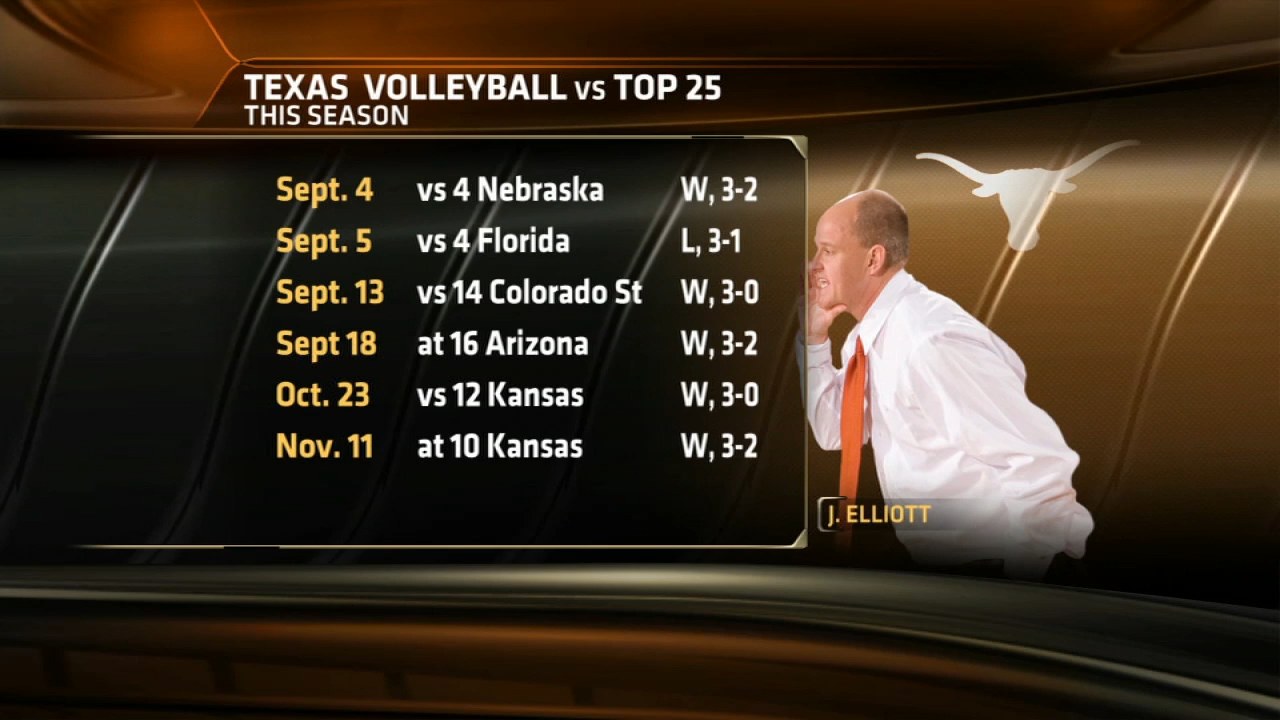 TEXAS VOLLEYBALL vs TOP 25
THIS SEASON
Sept. 4 vs 4 Nebraska W, 3-2
Sept. 5 vs 4 Florida L, 3-1
Sept. 13 vs 14 Colorado St W, 3-0
Sept 18 at 16 Arizona W, 3-2
Oct. 23 vs 12 Kansas W, 3-0
Nov. 11 at 10 Kansas W, 3-2
J. ELLIOTT